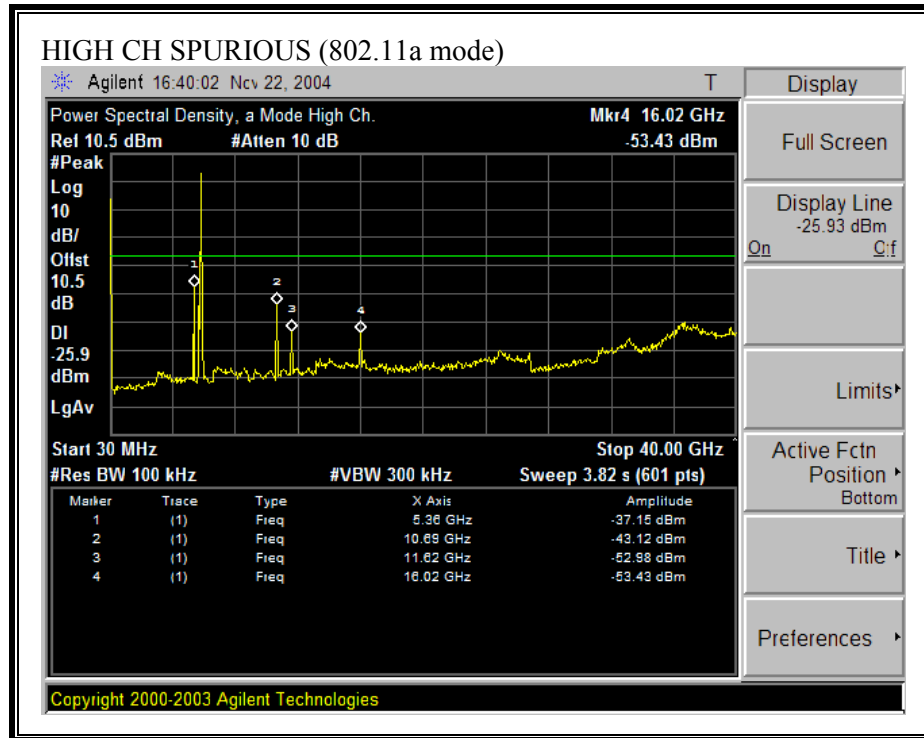 HIGH CH SPURIOUS (802.11a mode)
Agilent 16:40:02 Nov 22, 2004 T
Power Spectral Density, a Mode High Ch. Mkr4 16.02 GHz
Ref 10.5 dBm #Atten 10 dB -53.43 dBm
#Peak
Log
10
dB/
Offst
10.5
dB
DI
-25.9
dBm
LgAv
1
2
3
4
Start 30 MHz Stop 40.00 GHz
#Res BW 100 kHz #VBW 300 kHz Sweep 3.82 s (601 pts)
Marker Trace Type X Axis Amplitude
1 (1) Freq 5.36 GHz -37.15 dBm
2 (1) Freq 10.69 GHz -43.12 dBm
3 (1) Freq 11.62 GHz -52.98 dBm
4 (1) Freq 16.02 GHz -53.43 dBm
Copyright 2000-2003 Agilent Technologies
Display
Full Screen
Display Line
-25.93 dBm
On Off
Limits
Active Fctn
Position
Bottom
Title
Preferences